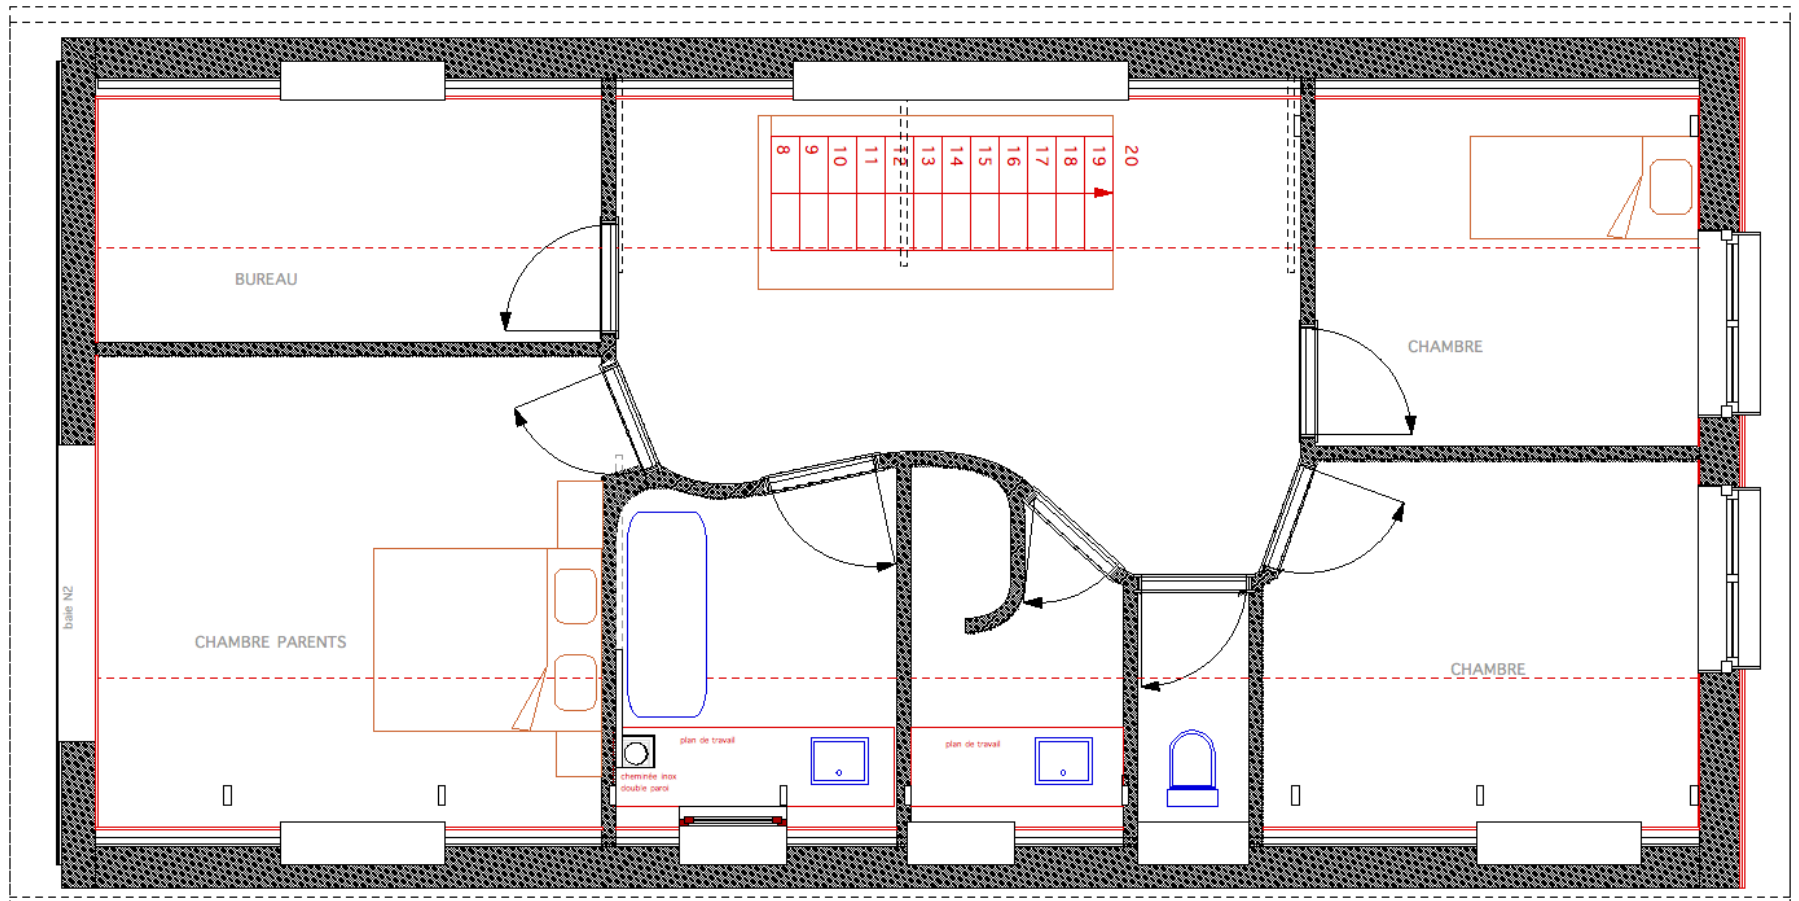 8 9 10 11 12 13 14 15 16 17 18 19 20
BUREAU
CHAMBRE
baie N2
CHAMBRE PARENTS
CHAMBRE
plan de travail
plan de travail
cheminée inox
double paroi